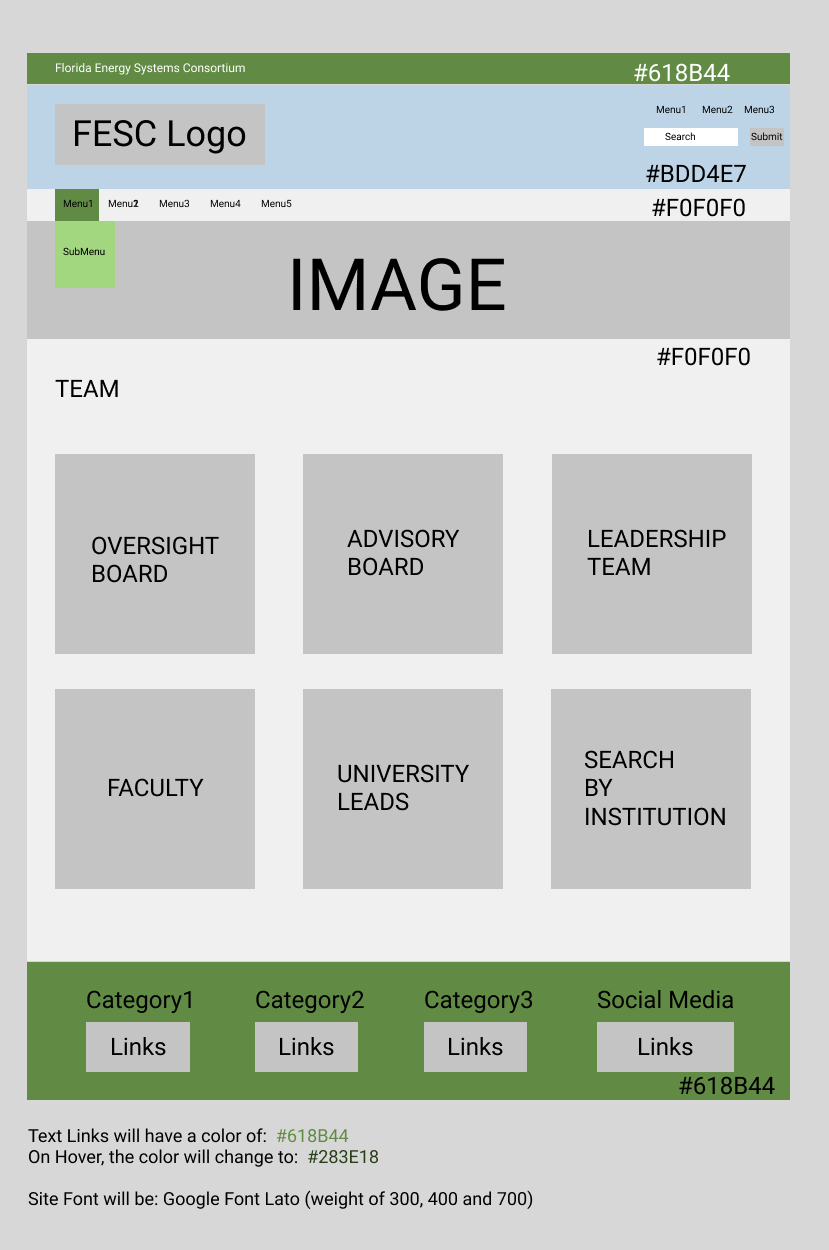 Florida Energy Systems Consortium
#618B44
FESC Logo
Menu1 Menu2 Menu3
Search Submit
#BDD4E7
Menu1 Menu2 Menu3 Menu4 Menu5
#F0F0F0
SubMenu
IMAGE
#F0F0F0
TEAM
OVERSIGHT
BOARD
ADVISORY
BOARD
LEADERSHIP
TEAM
FACULTY
UNIVERSITY
LEADS
SEARCH
BY
INSTITUTION
Category1 Category2 Category3 Social Media
Links Links Links Links
#618B44
Text Links will have a color of: #618B44
On Hover, the color will change to: #283E18
Site Font will be: Google Font Lato (weight of 300, 400 and 700)